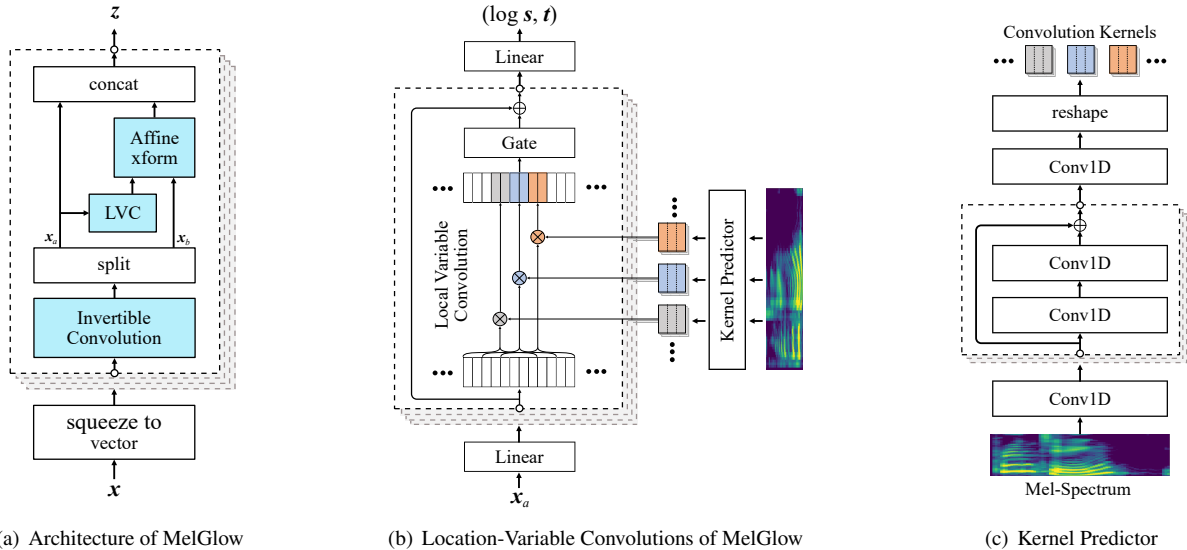 z
concat
Affine
xform
LVC
x_a
x_b
split
Invertible
Convolution
squeeze to
vector
x
(a) Architecture of MelGlow
(log s, t)
Linear
Gate
Local Variable
Convolution
Kernel Predictor
Linear
x_a
(b) Location-Variable Convolutions of MelGlow
Convolution Kernels
reshape
Conv1D
Conv1D
Conv1D
Conv1D
Mel-Spectrum
(c) Kernel Predictor